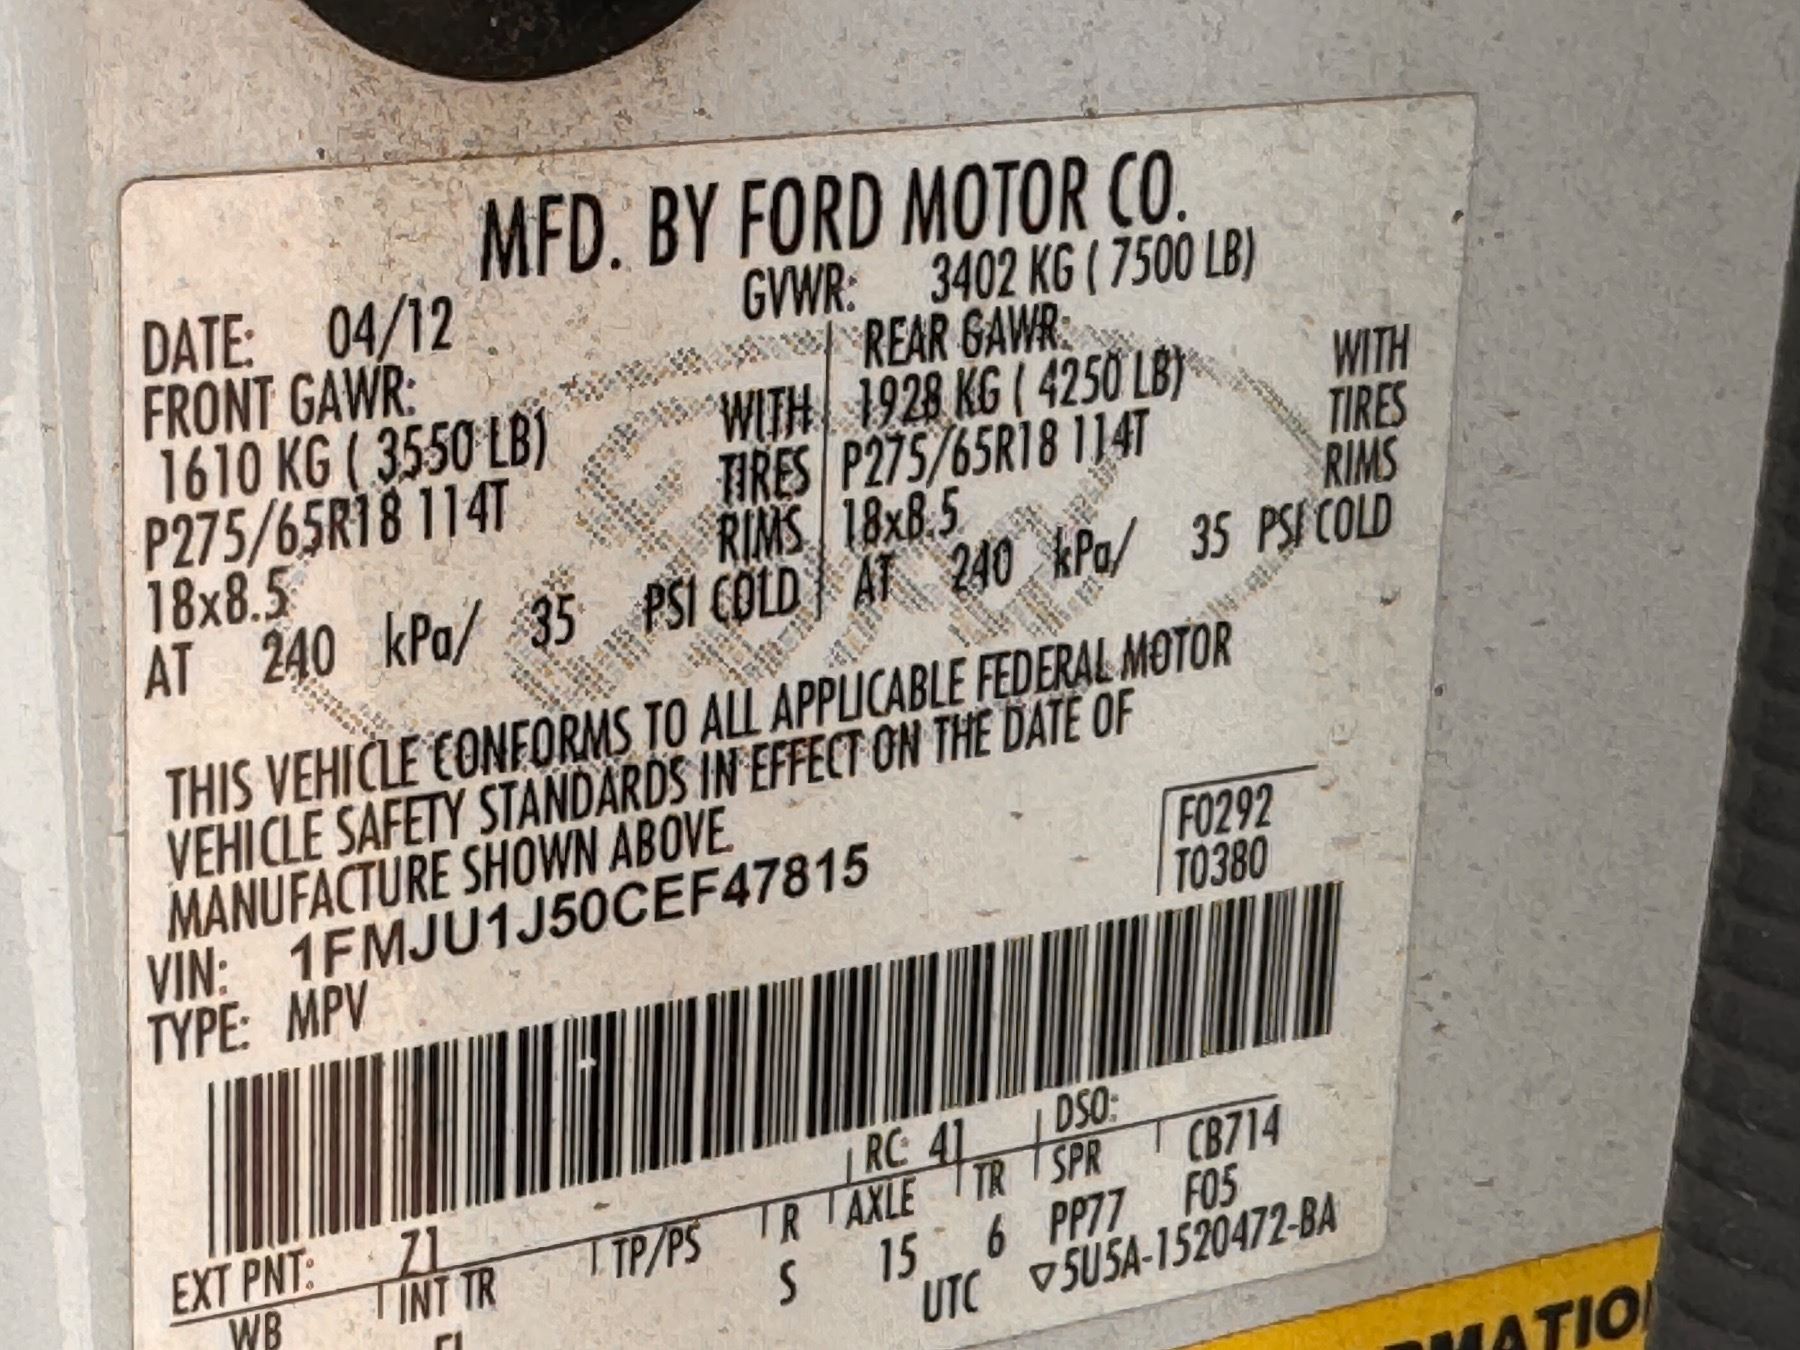 MFD. BY FORD MOTOR CO.
DATE: 04/12 GVWR: 3402 KG ( 7500 LB)
FRONT GAWR: REAR GAWR:
1610 KG ( 3550 LB) WITH 1928 KG ( 4250 LB) WITH
P275/65R18 114T TIRES P275/65R18 114T TIRES
18x8.5 RIMS 18x8.5 RIMS
AT 240 kPa/ 35 PSI COLD AT 240 kPa/ 35 PSI COLD
THIS VEHICLE CONFORMS TO ALL APPLICABLE FEDERAL MOTOR
VEHICLE SAFETY STANDARDS IN EFFECT ON THE DATE OF
MANUFACTURE SHOWN ABOVE.
F0292
T0380
VIN: 1FMJU1J50CEF47815
TYPE: MPV
EXT PNT: Z1 RC: 41 DSO:
WB INT TR TP/PS R AXLE TR SPR CB714
S 15 6 PP77 F05
UTC ▽5U5A-1520472-BA